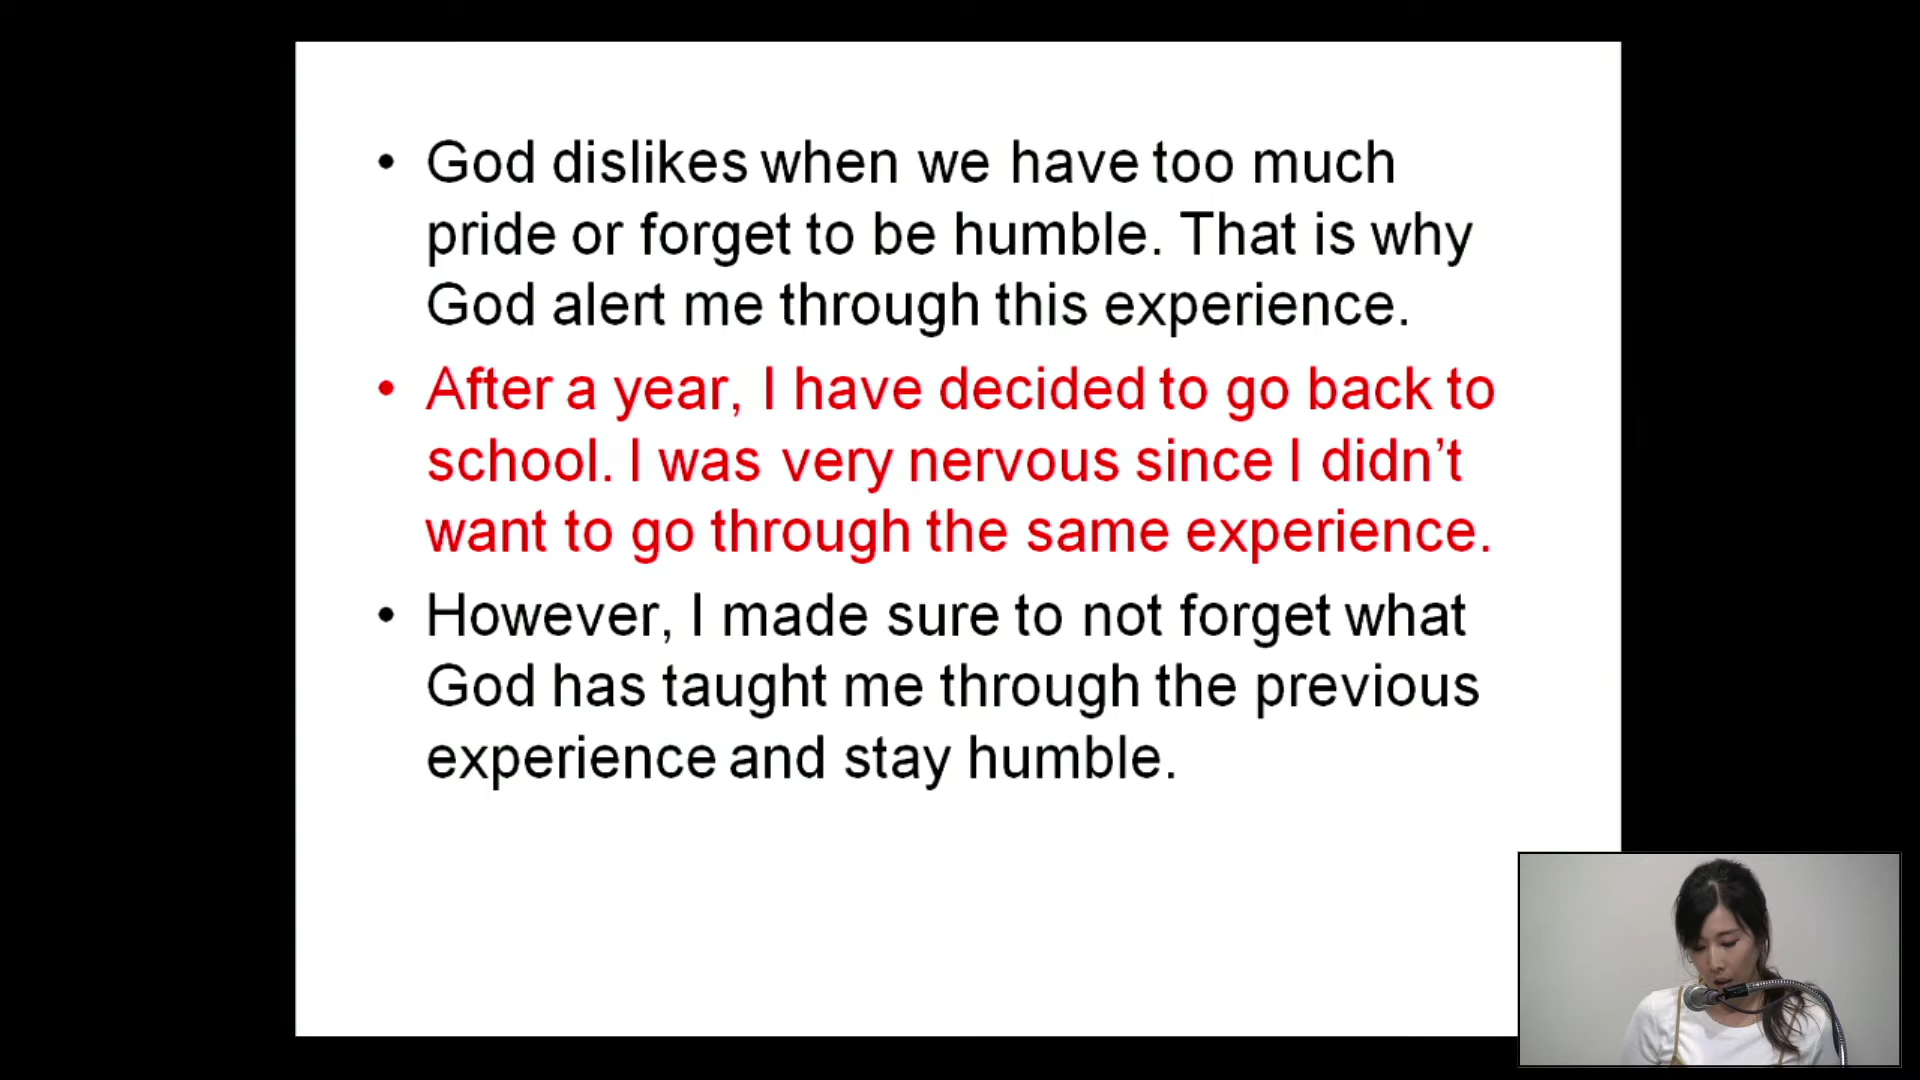 • God dislikes when we have too much
pride or forget to be humble. That is why
God alert me through this experience.
• After a year, I have decided to go back to
school. I was very nervous since I didn’t
want to go through the same experience.
• However, I made sure to not forget what
God has taught me through the previous
experience and stay humble.